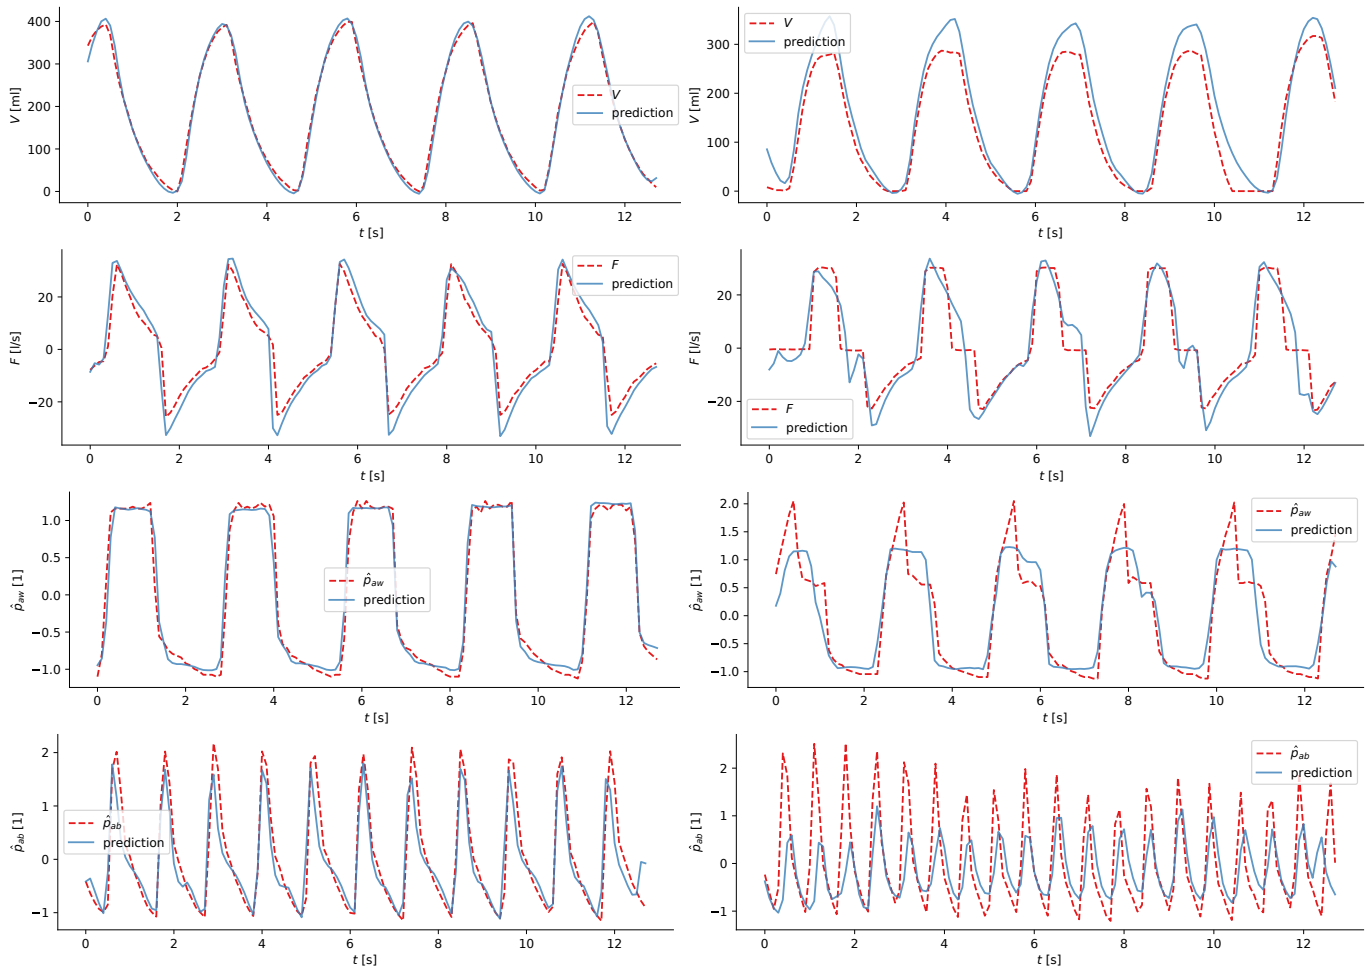 400
300
200
100
0
V [ml]
V
prediction
0 2 4 6 8 10 12
t [s]
300
200
100
0
V [ml]
V
prediction
0 2 4 6 8 10 12
t [s]
20
0
−20
F [l/s]
F
prediction
0 2 4 6 8 10 12
t [s]
20
0
−20
F [l/s]
F
prediction
0 2 4 6 8 10 12
t [s]
1.0
0.5
0.0
−0.5
−1.0
p̂aw [1]
p̂aw
prediction
0 2 4 6 8 10 12
t [s]
2.0
1.5
1.0
0.5
0.0
−0.5
−1.0
p̂aw [1]
p̂aw
prediction
0 2 4 6 8 10 12
t [s]
2
1
0
−1
p̂ab [1]
p̂ab
prediction
0 2 4 6 8 10 12
t [s]
2
1
0
−1
p̂ab [1]
p̂ab
prediction
0 2 4 6 8 10 12
t [s]